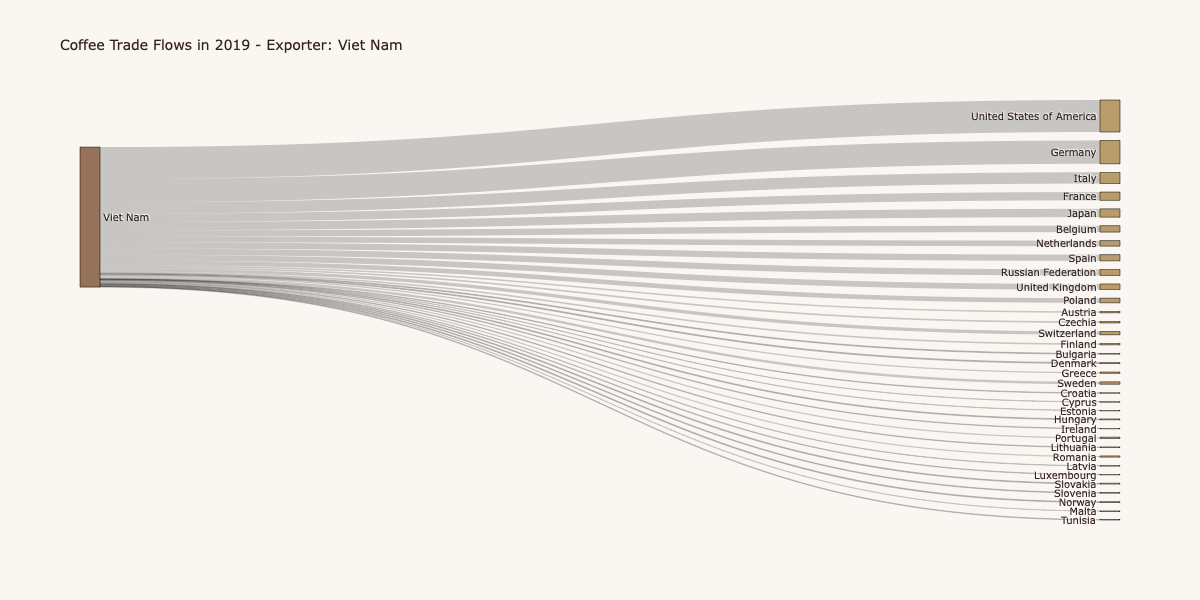 Coffee Trade Flows in 2019 - Exporter: Viet Nam
United States of America
Germany
Italy
France
Japan
Viet Nam
Belgium
Netherlands
Spain
Russian Federation
United Kingdom
Poland
Austria
Czechia
Switzerland
Finland
Bulgaria
Denmark
Greece
Sweden
Croatia
Cyprus
Estonia
Hungary
Ireland
Portugal
Lithuania
Romania
Latvia
Luxembourg
Slovakia
Slovenia
Norway
Malta
Tunisia